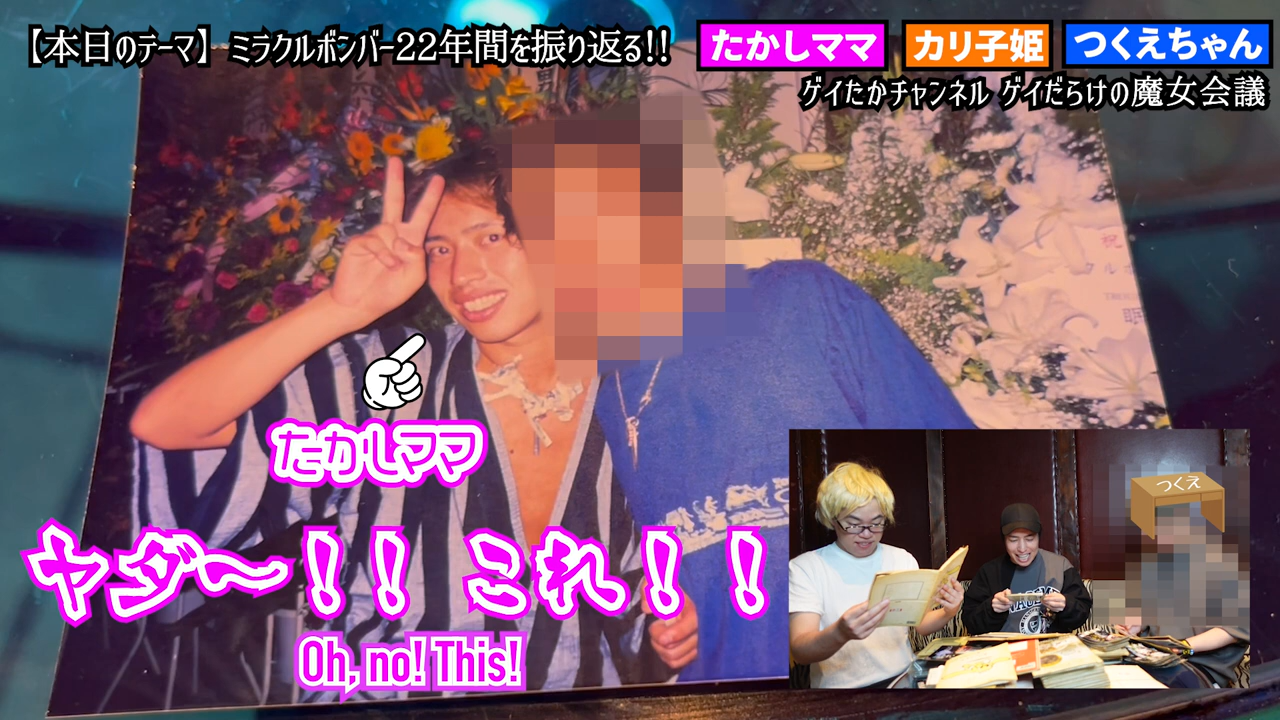 【本日のテーマ】ミラクルボンバー22年間を振り返る!!
たかしママ
カリ子姫
つくえちゃん
ゲイたかチャンネル ゲイだらけの魔女会議
祝
たかしママ
ヤダ〜！！これ！！
Oh, no! This!
つくえ